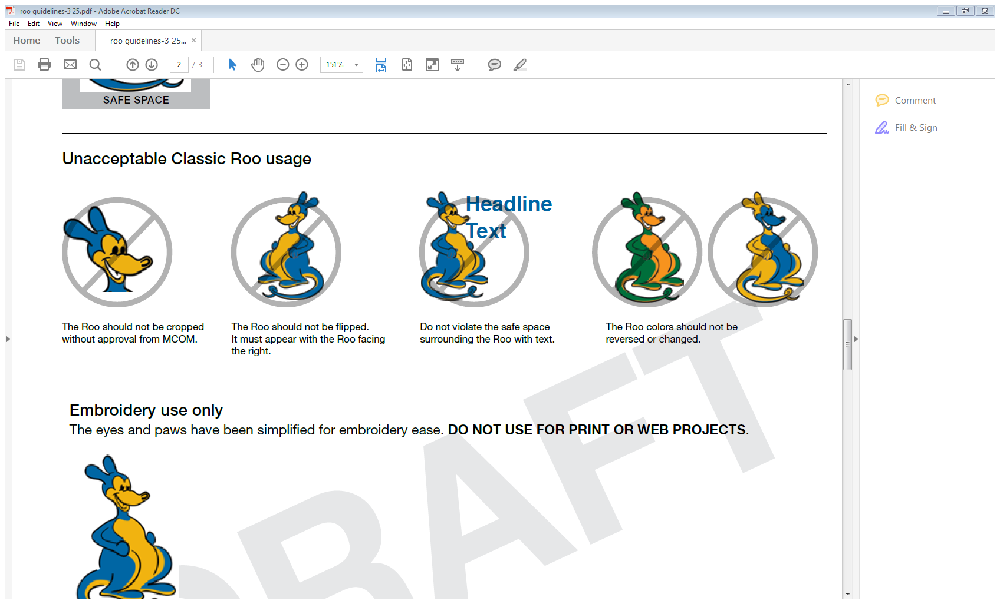 roo guidelines-3 25.pdf - Adobe Acrobat Reader DC
File Edit View Window Help
Home Tools roo guidelines-3 25... ×
2 / 3 151%
SAFE SPACE
Comment
Fill & Sign
Unacceptable Classic Roo usage
Headline
Text
The Roo should not be cropped
without approval from MCOM.
The Roo should not be flipped.
It must appear with the Roo facing
the right.
Do not violate the safe space
surrounding the Roo with text.
The Roo colors should not be
reversed or changed.
Embroidery use only
The eyes and paws have been simplified for embroidery ease. DO NOT USE FOR PRINT OR WEB PROJECTS.
DRAFT